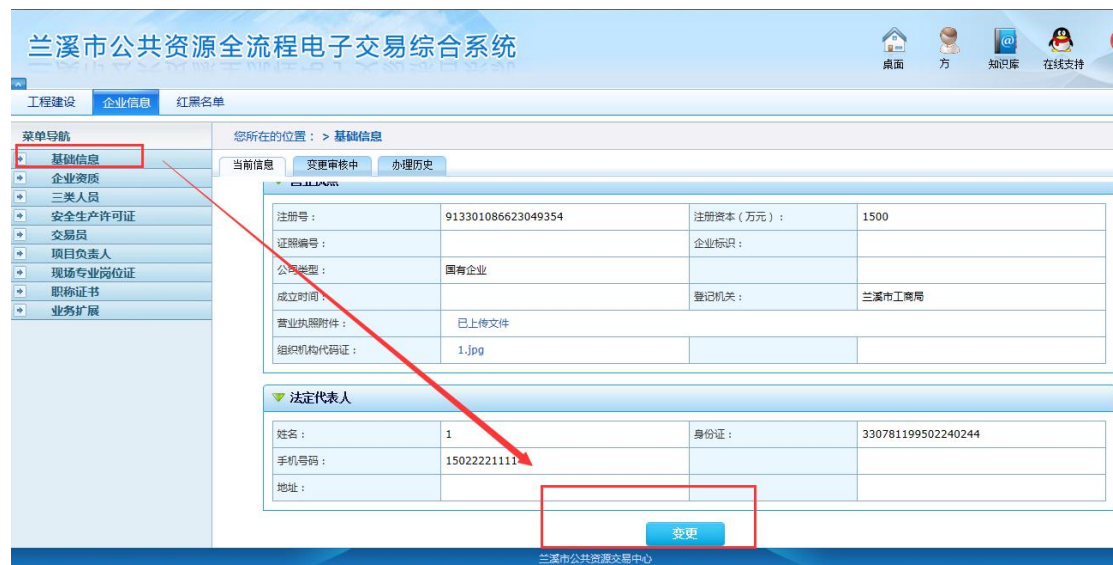 兰溪市公共资源全流程电子交易综合系统
桌面 方 知识库 在线支持
工程建设 企业信息 红黑名单
菜单导航 您所在的位置： > 基础信息
基础信息
企业资质
三类人员
安全生产许可证
交易员
项目负责人
现场专业岗位证
职称证书
业务扩展
当前信息 变更审核中 办理历史
营业执照
注册号： 913301086623049354 注册资本（万元）： 1500
证照编号： 企业标识：
公司类型： 国有企业
成立时间： 登记机关： 兰溪市工商局
营业执照附件： 已上传文件
组织机构代码证： 1.jpg
法定代表人
姓名： 1 身份证： 330781199502240244
手机号码： 15022221111
地址：
变更
兰溪市公共资源交易中心